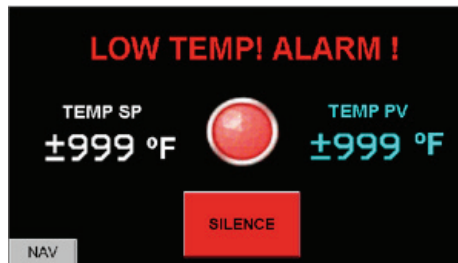 LOW TEMP! ALARM !
TEMP SP
TEMP PV
±999 ºF
±999 ºF
SILENCE
NAV